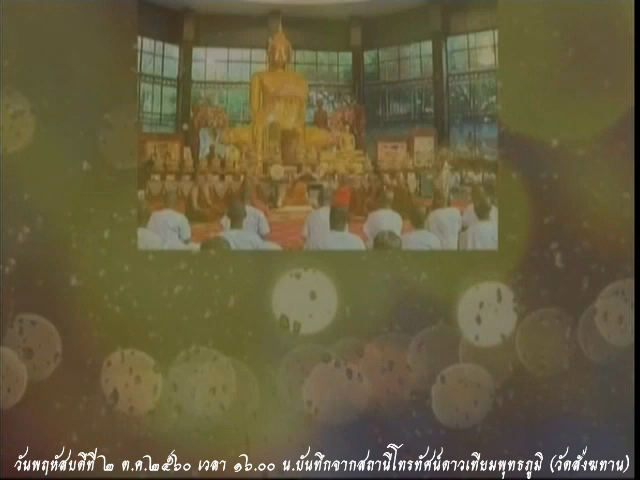 วันพฤหัสบดีที่ ๒ ต.ค.๒๕๖๐ เวลา ๑๖.๐๐ น.บันทึกจากสถานีโทรทัศน์ดาวเทียมพุทธภูมิ (วัดสังฆทาน)